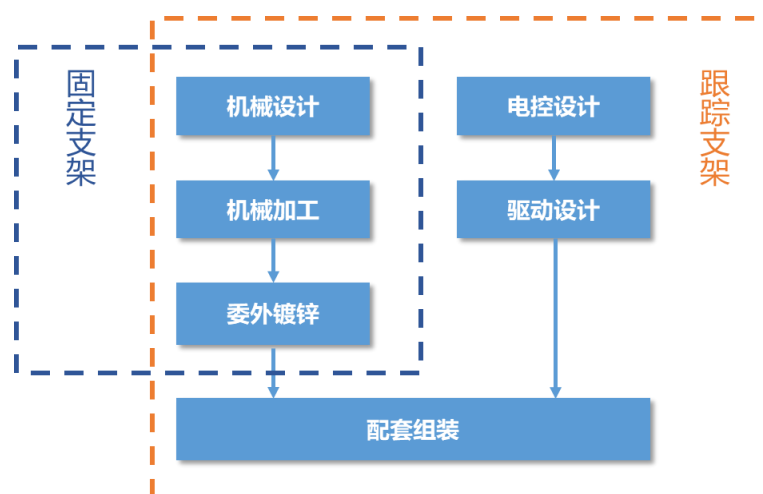 固定支架
机械设计
电控设计
跟踪支架
机械加工
驱动设计
委外镀锌
配套组装